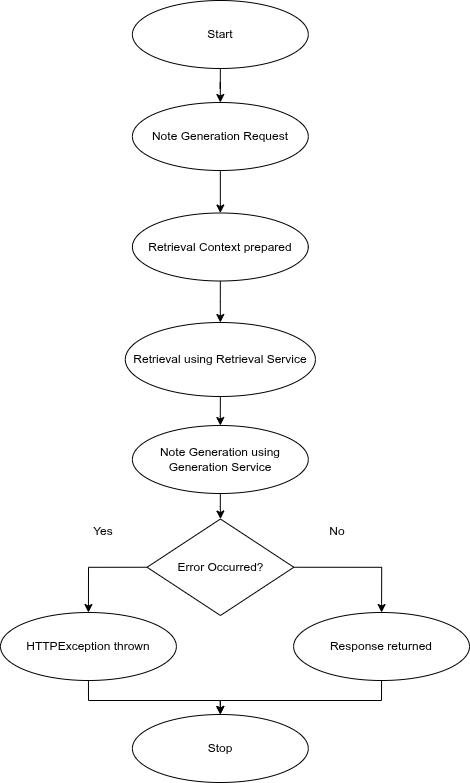 Start
Note Generation Request
Retrieval Context prepared
Retrieval using Retrieval Service
Note Generation using
Generation Service
Yes
No
Error Occurred?
HTTPException thrown
Response returned
Stop